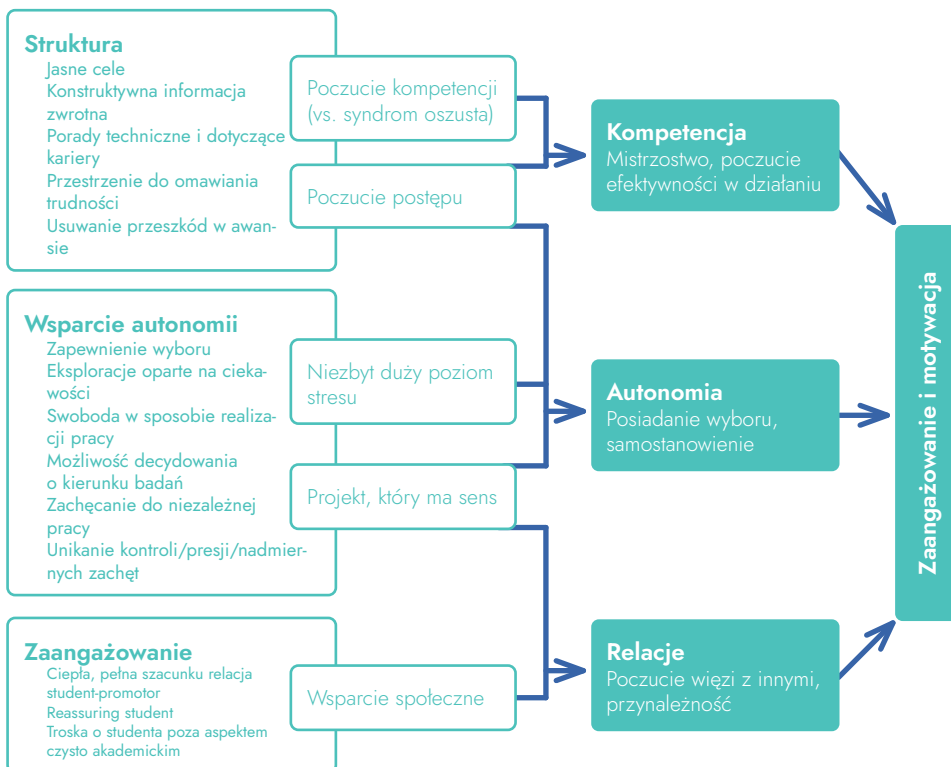 Struktura
Jasne cele
Konstruktywna informacja
zwrotna
Porady techniczne i dotyczące
kariery
Przestrzenie do omawiania
trudności
Usuwanie przeszkód w awan-
sie
Poczucie kompetencji
(vs. syndrom oszusta)
Poczucie postępu
Kompetencja
Mistrzostwo, poczucie
efektywności w działaniu
Wsparcie autonomii
Zapewnienie wyboru
Eksploracje oparte na cieka-
wości
Swoboda w sposobie realiza-
cji pracy
Możliwość decydowania
o kierunku badań
Zachęcanie do niezależnej
pracy
Unikanie kontroli/presji/nadmier-
nych zachęt
Niezbyt duży poziom
stresu
Projekt, który ma sens
Autonomia
Posiadanie wyboru,
samostanowienie
Zaangażowanie
Ciepła, pełna szacunku relacja
student-promotor
Reassuring student
Troska o studenta poza aspektem
czysto akademickim
Wsparcie społeczne
Relacje
Poczucie więzi z innymi,
przynależność
Zaangażowanie i motywacja